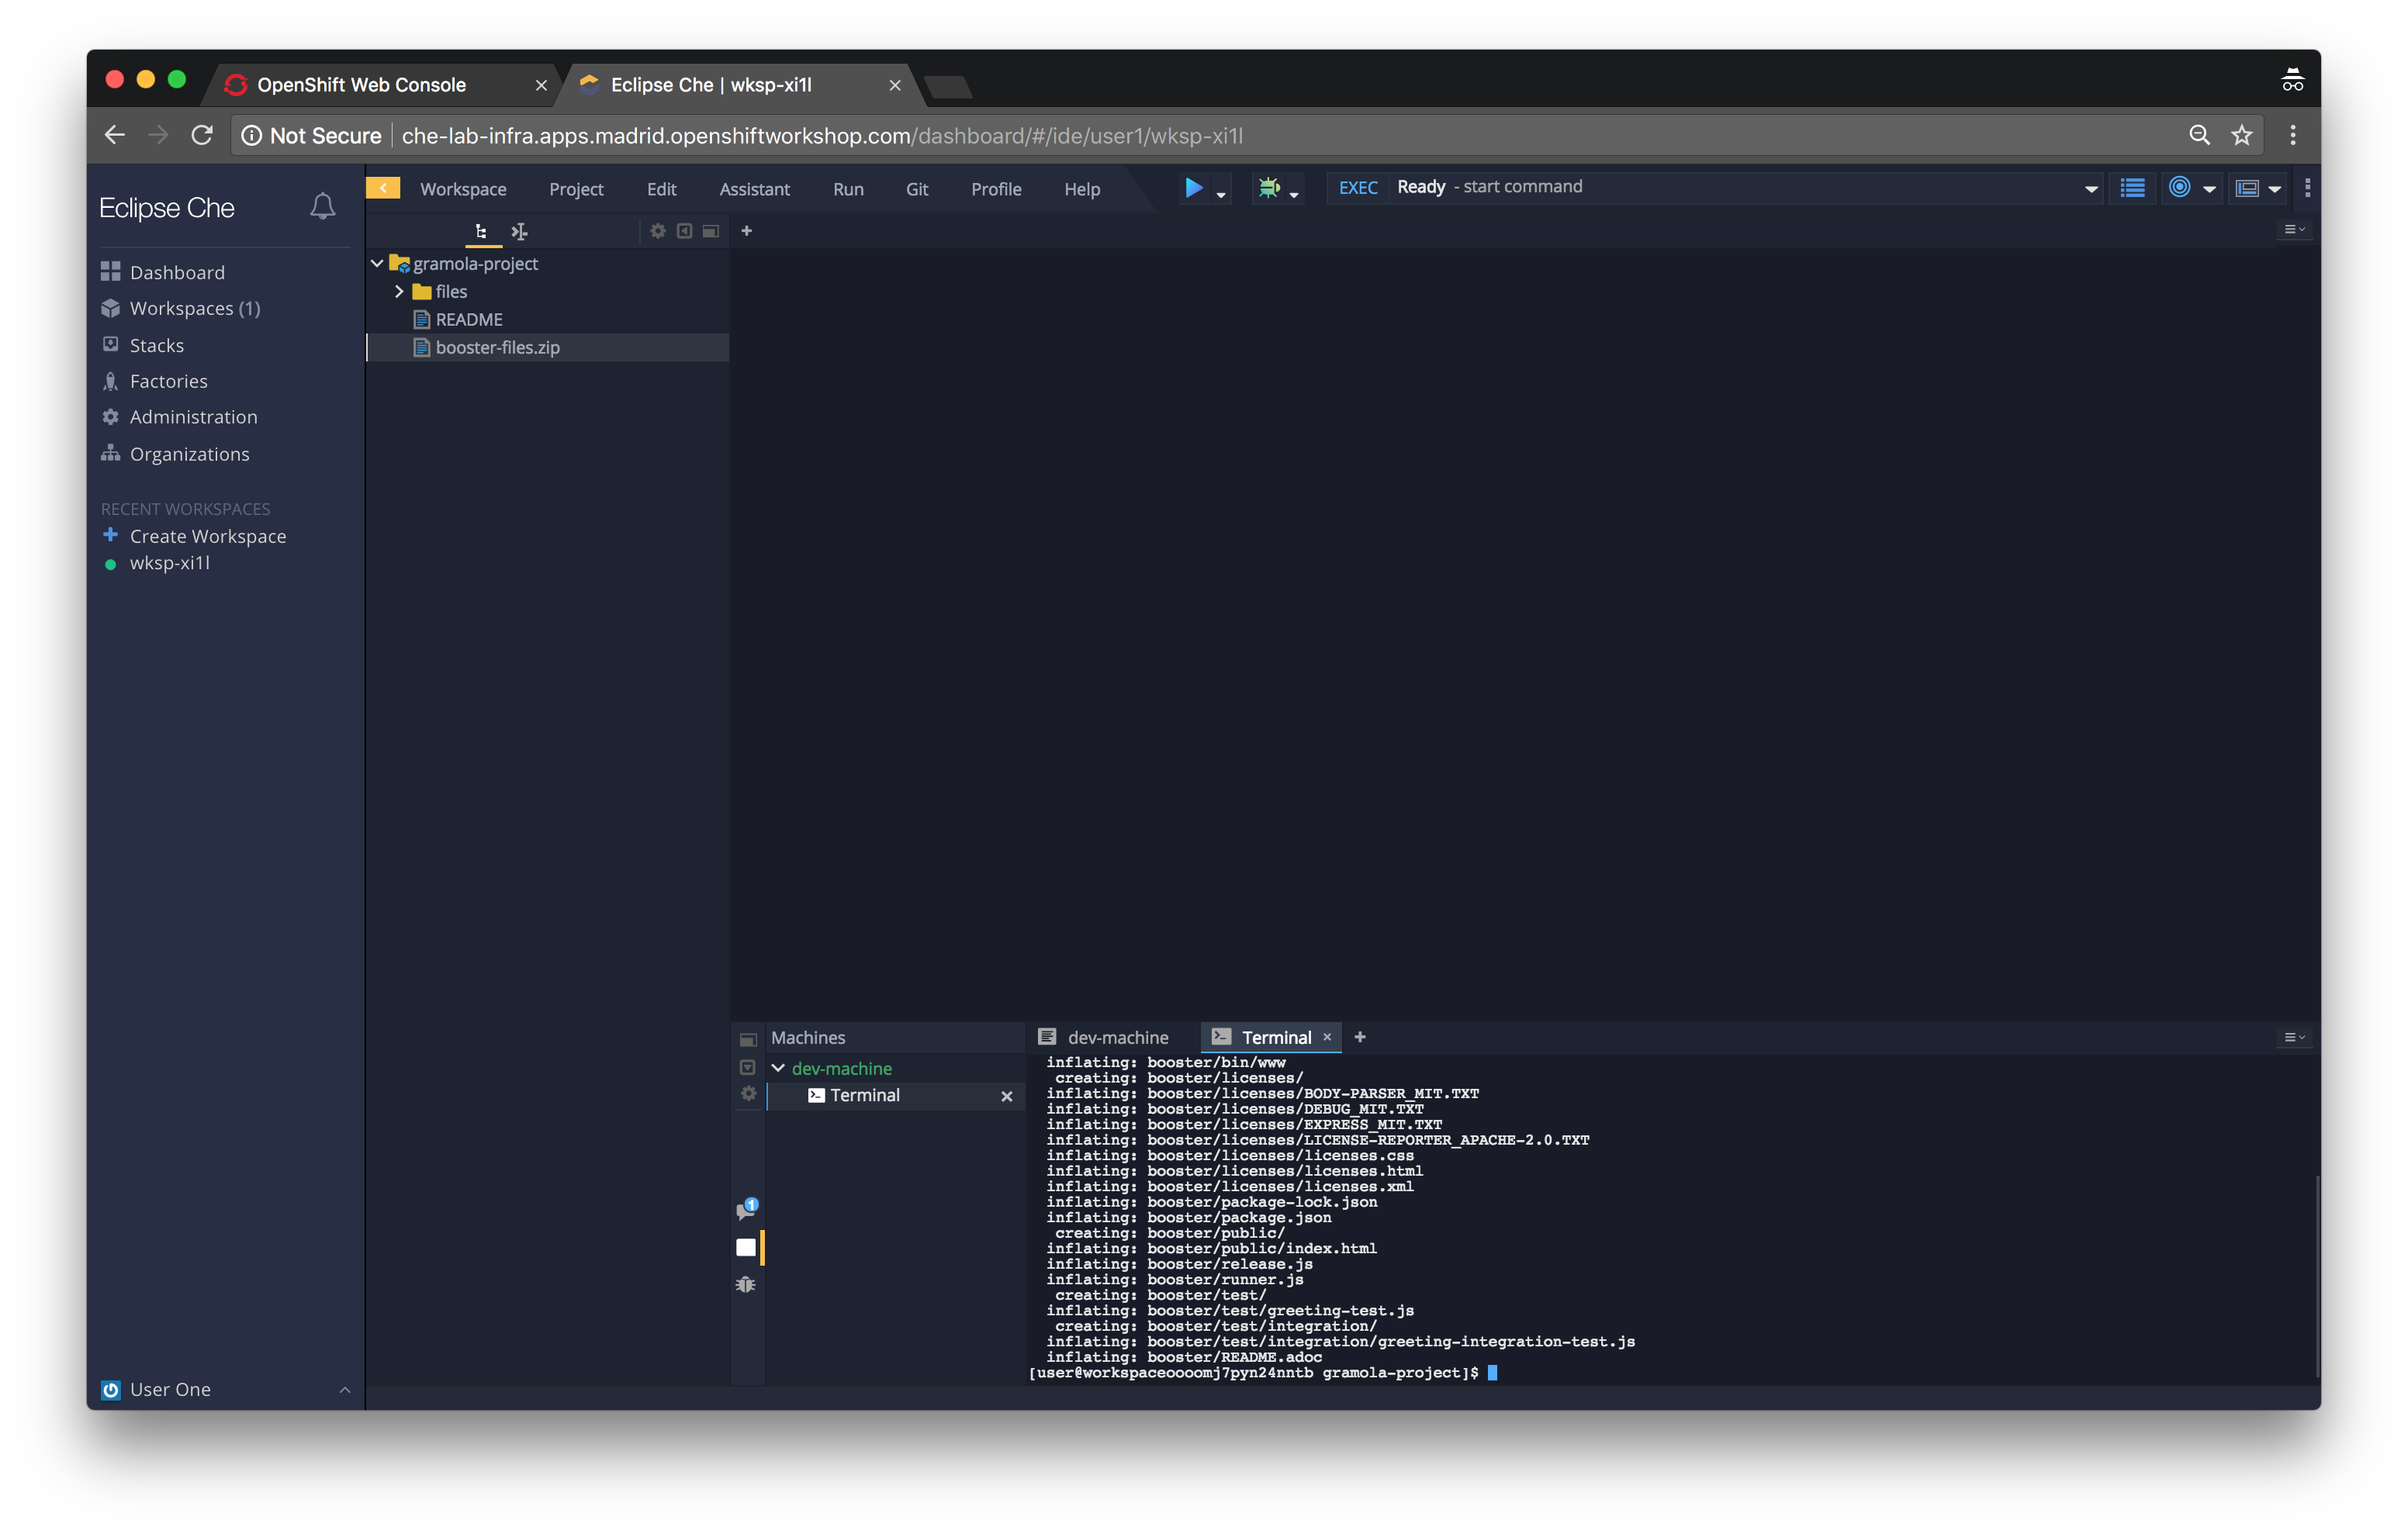 OpenShift Web Console
Eclipse Che | wksp-xi1l
Not Secure | che-lab-infra.apps.madrid.openshiftworkshop.com/dashboard/#/ide/user1/wksp-xi1l
Eclipse Che
Workspace Project Edit Assistant Run Git Profile Help
EXEC Ready - start command
Dashboard
Workspaces (1)
Stacks
Factories
Administration
Organizations
RECENT WORKSPACES
Create Workspace
wksp-xi1l
User One
gramola-project
files
README
booster-files.zip
Machines
dev-machine
Terminal
1
dev-machine
Terminal
inflating: booster/bin/www
creating: booster/licenses/
inflating: booster/licenses/BODY-PARSER_MIT.TXT
inflating: booster/licenses/DEBUG_MIT.TXT
inflating: booster/licenses/EXPRESS_MIT.TXT
inflating: booster/licenses/LICENSE-REPORTER_APACHE-2.0.TXT
inflating: booster/licenses/licenses.css
inflating: booster/licenses/licenses.html
inflating: booster/licenses/licenses.xml
inflating: booster/package-lock.json
inflating: booster/package.json
creating: booster/public/
inflating: booster/public/index.html
inflating: booster/release.js
inflating: booster/runner.js
creating: booster/test/
inflating: booster/test/greeting-test.js
creating: booster/test/integration/
inflating: booster/test/integration/greeting-integration-test.js
inflating: booster/README.adoc
[user@workspaceoooomj7pyn24nntb gramola-project]$